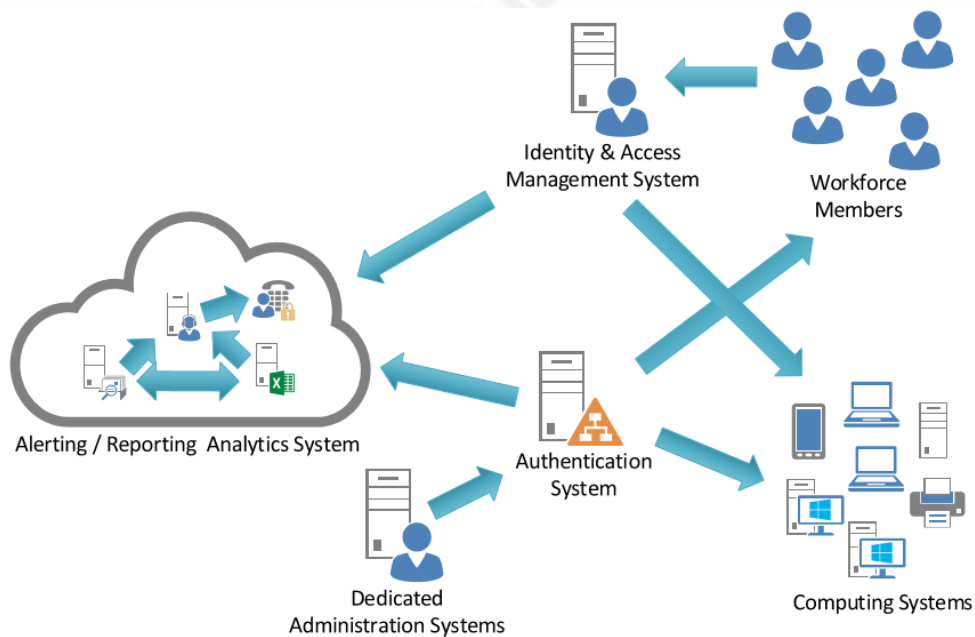 Identity & Access
Management System
Workforce
Members
Alerting / Reporting Analytics System
X
Authentication
System
Dedicated
Administration Systems
Computing Systems